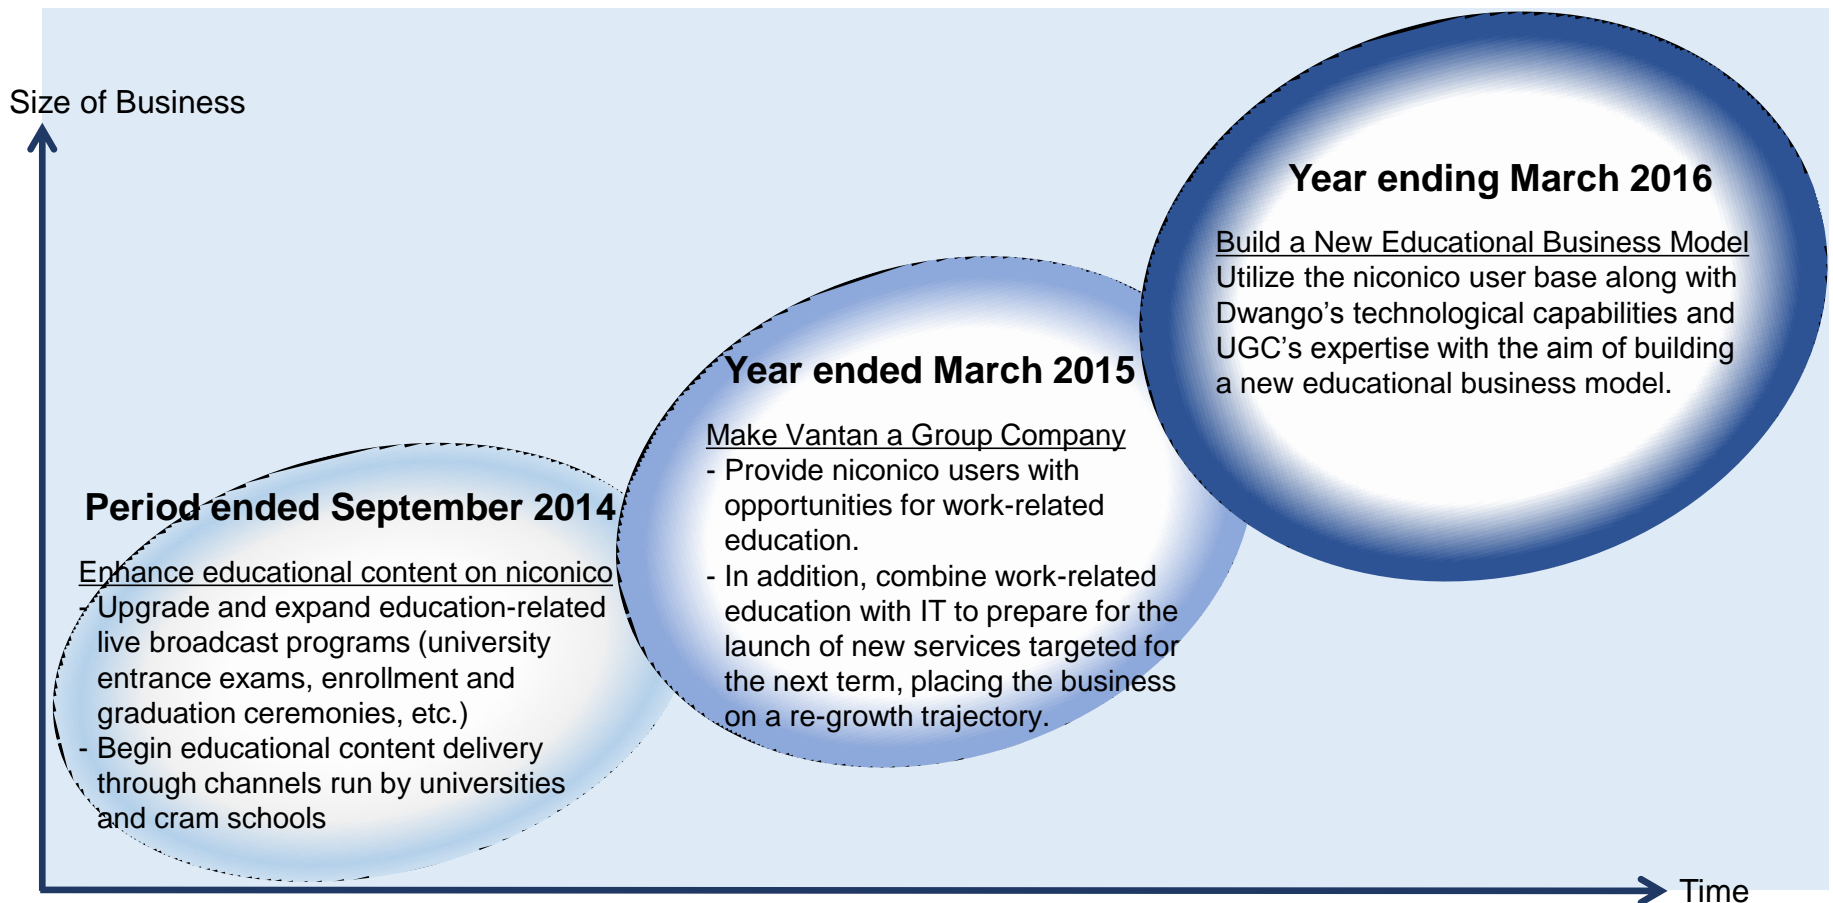 Size of Business
Year ending March 2016
Build a New Educational Business Model
Utilize the niconico user base along with
Dwango’s technological capabilities and
UGC’s expertise with the aim of building
a new educational business model.
Year ended March 2015
Make Vantan a Group Company
- Provide niconico users with
opportunities for work-related
education.
- In addition, combine work-related
education with IT to prepare for the
launch of new services targeted for
the next term, placing the business
on a re-growth trajectory.
Period ended September 2014
Enhance educational content on niconico
- Upgrade and expand education-related
live broadcast programs (university
entrance exams, enrollment and
graduation ceremonies, etc.)
- Begin educational content delivery
through channels run by universities
and cram schools
Time